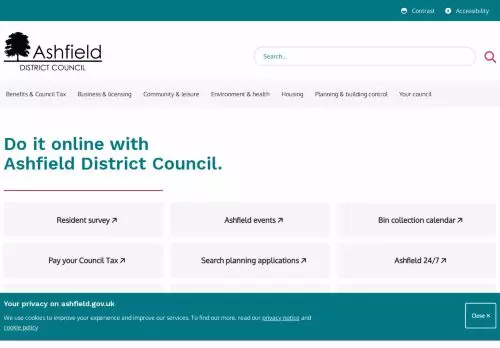 Contrast Accessibility
Ashfield
DISTRICT COUNCIL
Search...
Benefits & Council Tax Business & licensing Community & leisure Environment & health Housing Planning & building control Your council
Do it online with
Ashfield District Council.
Resident survey Ashfield events Bin collection calendar
Pay your Council Tax Search planning applications Ashfield 24/7
Your privacy on ashfield.gov.uk
We use cookies to improve your experience and improve our services. To find out more, read our privacy notice and
cookie policy
Close ×